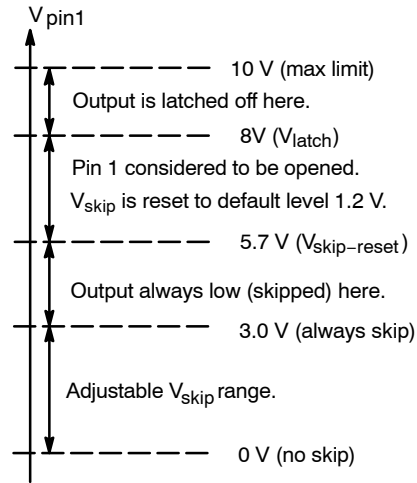 Vpin1
10 V (max limit)
Output is latched off here.
8V (Vlatch)
Pin 1 considered to be opened.
Vskip is reset to default level 1.2 V.
5.7 V (Vskip–reset)
Output always low (skipped) here.
3.0 V (always skip)
Adjustable Vskip range.
0 V (no skip)